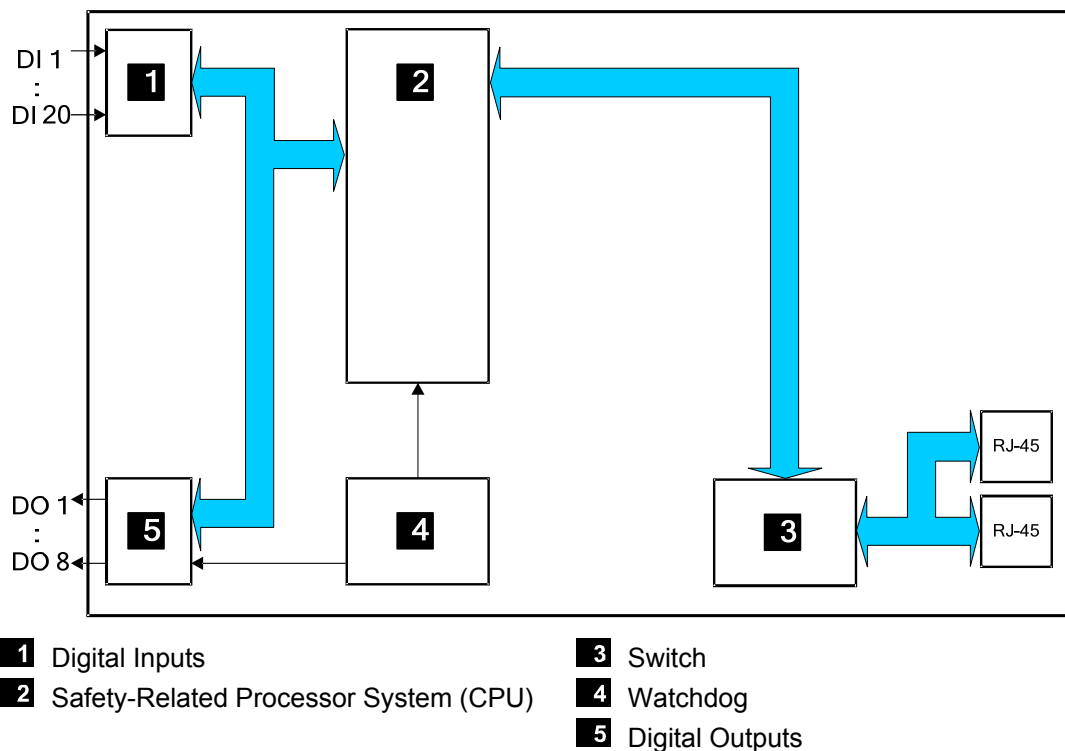 DI 1
:
DI 20
1
2
RJ-45
RJ-45
DO 1
:
DO 8
5
4
3
1 Digital Inputs
2 Safety-Related Processor System (CPU)
3 Switch
4 Watchdog
5 Digital Outputs